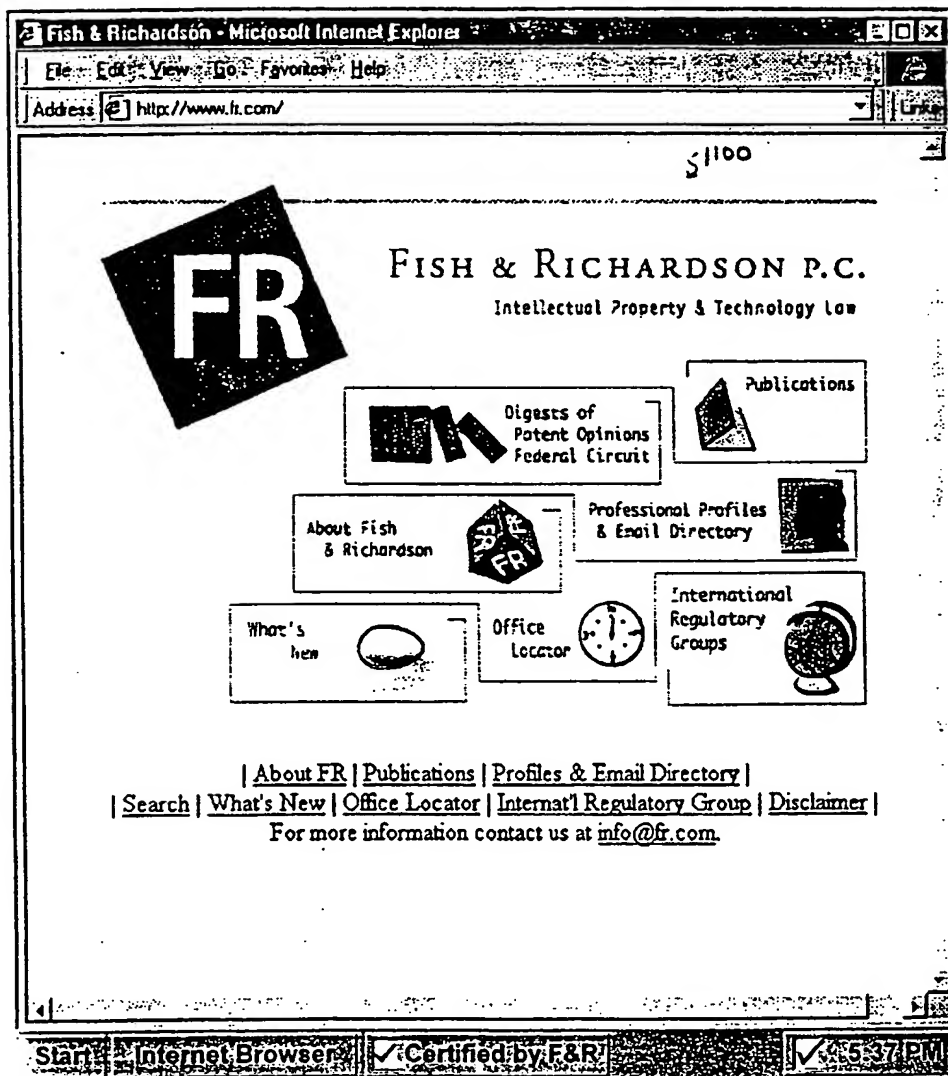 Fish & Richardson - Microsoft Internet Explorer
File Edit View Go Favorites Help
Address http://www.fr.com/ Links
1100
FR
FISH & RICHARDSON P.C.
Intellectual Property & Technology Law
Publications
Digests of
Patent Opinions
Federal Circuit
Professional Profiles
& Email Directory
About Fish
& Richardson
FR
International
Regulatory
Groups
What's
New
Office
Locator
| About FR | Publications | Profiles & Email Directory |
| Search | What's New | Office Locator | Internat'l Regulatory Group | Disclaimer |
For more information contact us at info@fr.com.
Start Internet Browser ✓ Certified by F&R ✓ 5:37 PM